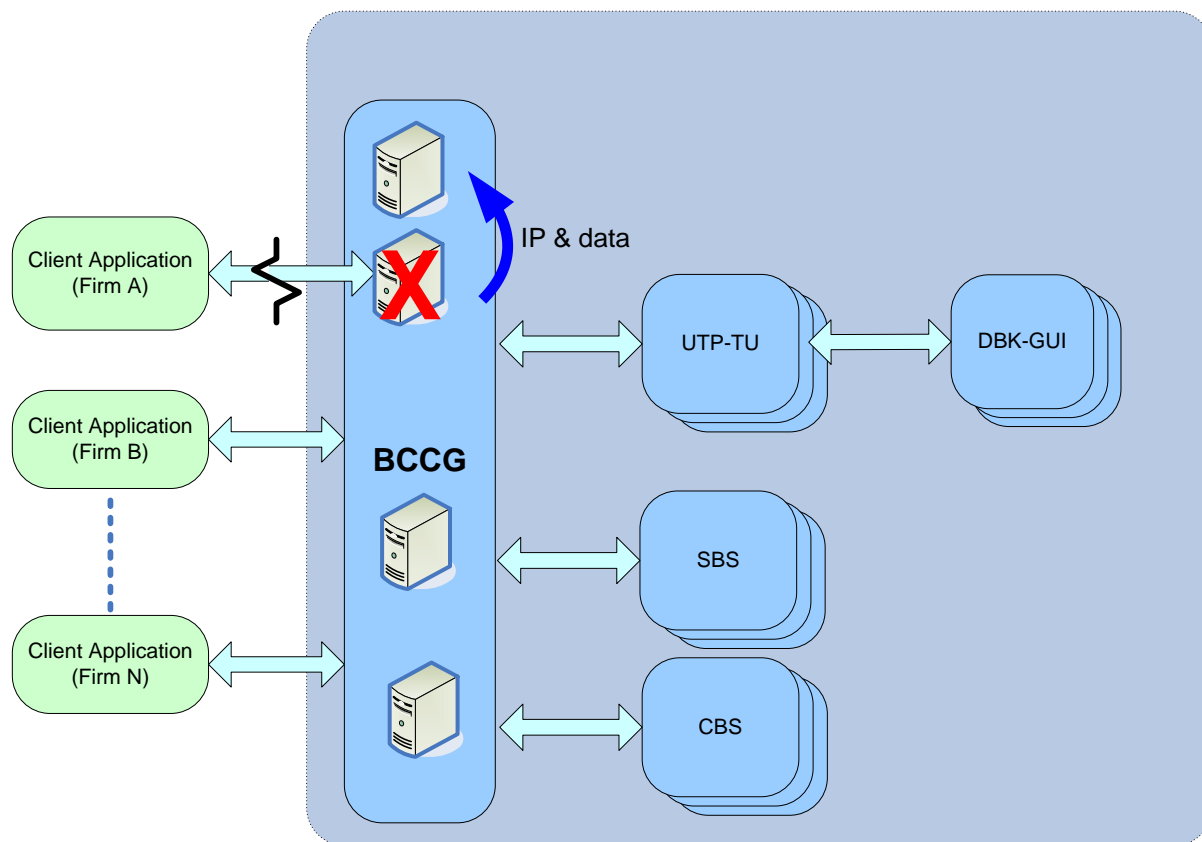 IP & data
Client Application
(Firm A)
X
UTP-TU
DBK-GUI
Client Application
(Firm B)
BCCG
SBS
Client Application
(Firm N)
CBS